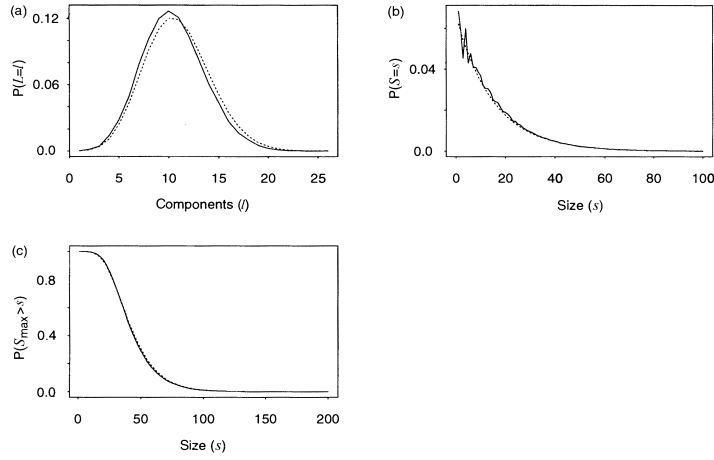 (a)
0.12
0.06
0.0
P(L=l)
0 5 10 15 20 25
Components (l)
(b)
0.04
0.0
P(S=s)
0 20 40 60 80 100
Size (s)
(c)
0.8
0.4
0.0
P(Smax>s)
0 50 100 150 200
Size (s)